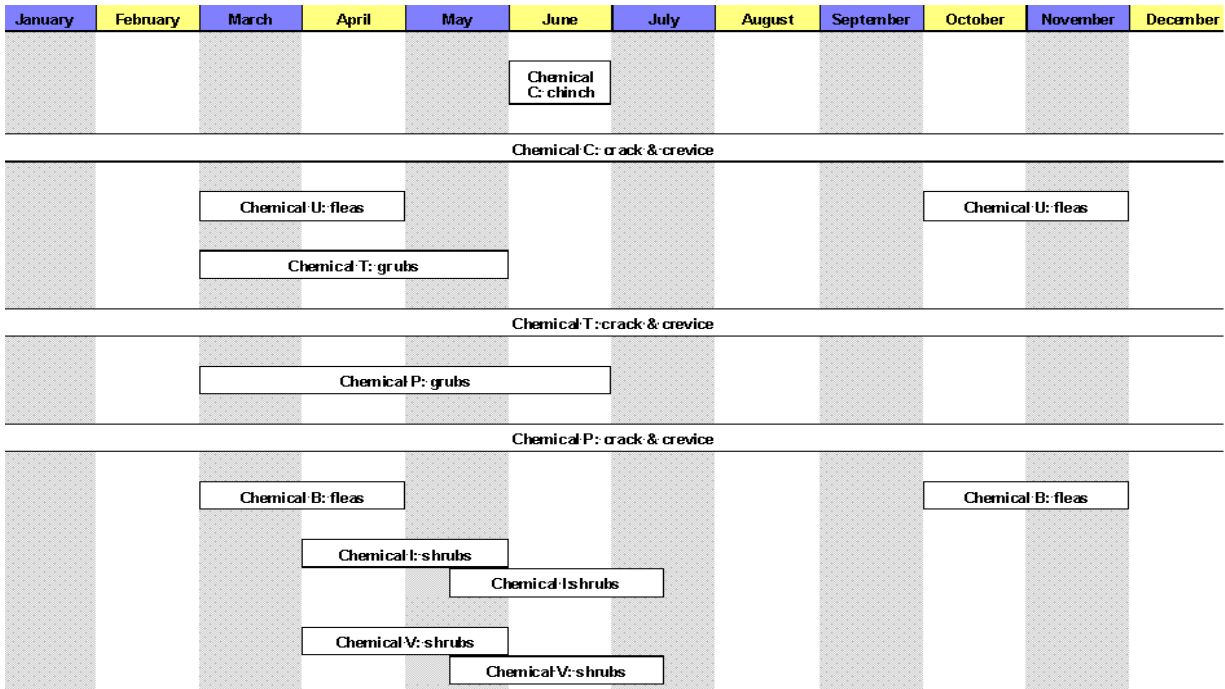 January February March April May June July August September October November December
Chemical
C: chinch
Chemical C: crack & crevice
Chemical U: fleas Chemical U: fleas
Chemical T: grubs
Chemical T: crack & crevice
Chemical P: grubs
Chemical P: crack & crevice
Chemical B: fleas Chemical B: fleas
Chemical I: shrubs
Chemical I:shrubs
Chemical V: shrubs
Chemical V: shrubs